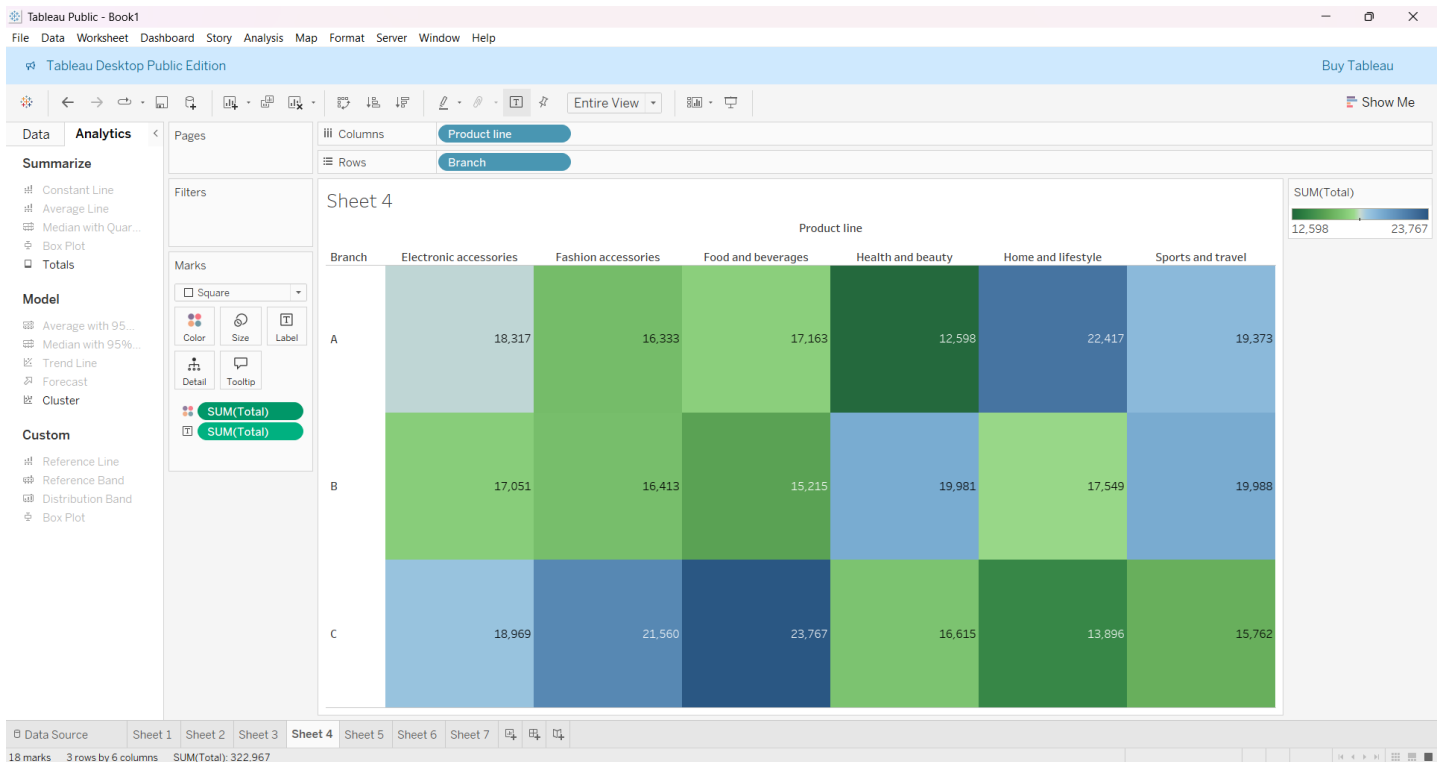 Tableau Public - Book1
File Data Worksheet Dashboard Story Analysis Map Format Server Window Help
Tableau Desktop Public Edition Buy Tableau
Entire View Show Me
Data Analytics
Summarize
Constant Line
Average Line
Median with Quar...
Box Plot
Totals
Model
Average with 95...
Median with 95%...
Trend Line
Forecast
Cluster
Custom
Reference Line
Reference Band
Distribution Band
Box Plot
Pages
Filters
Marks
Square
Color Size Label
Detail Tooltip
SUM(Total)
SUM(Total)
Columns Product line
Rows Branch
Sheet 4
Product line
Branch Electronic accessories Fashion accessories Food and beverages Health and beauty Home and lifestyle Sports and travel
A 18,317 16,333 17,163 12,598 22,417 19,373
B 17,051 16,413 15,215 19,981 17,549 19,988
C 18,969 21,560 23,767 16,615 13,896 15,762
SUM(Total)
12,598 23,767
Data Source Sheet 1 Sheet 2 Sheet 3 Sheet 4 Sheet 5 Sheet 6 Sheet 7
18 marks 3 rows by 6 columns SUM(Total): 322,967